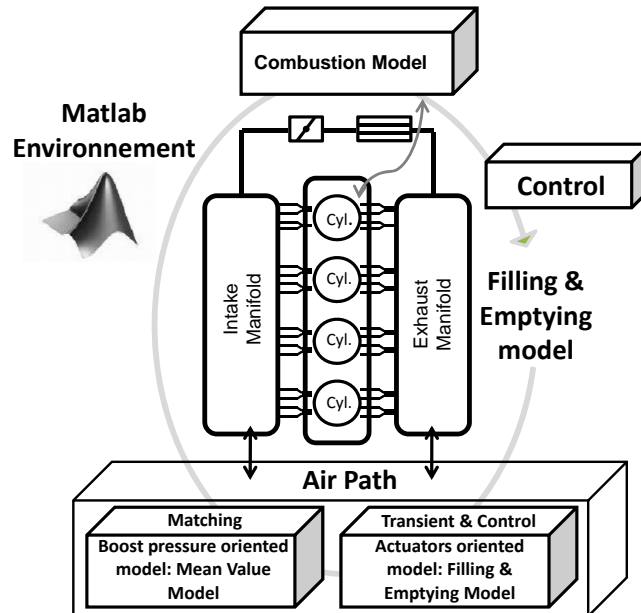 Combustion Model
Matlab
Environnement
Control
Cyl.
Cyl.
Cyl.
Cyl.
Intake
Manifold
Exhaust
Manifold
Filling &
Emptying
model
Air Path
Matching
Boost pressure oriented
model: Mean Value
Model
Transient & Control
Actuators oriented
model: Filling &
Emptying Model